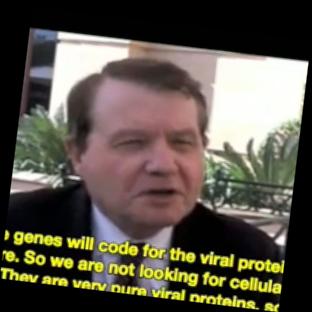 genes will code for the viral protei
e. So we are not looking for cellula
They are very pure viral proteins. so